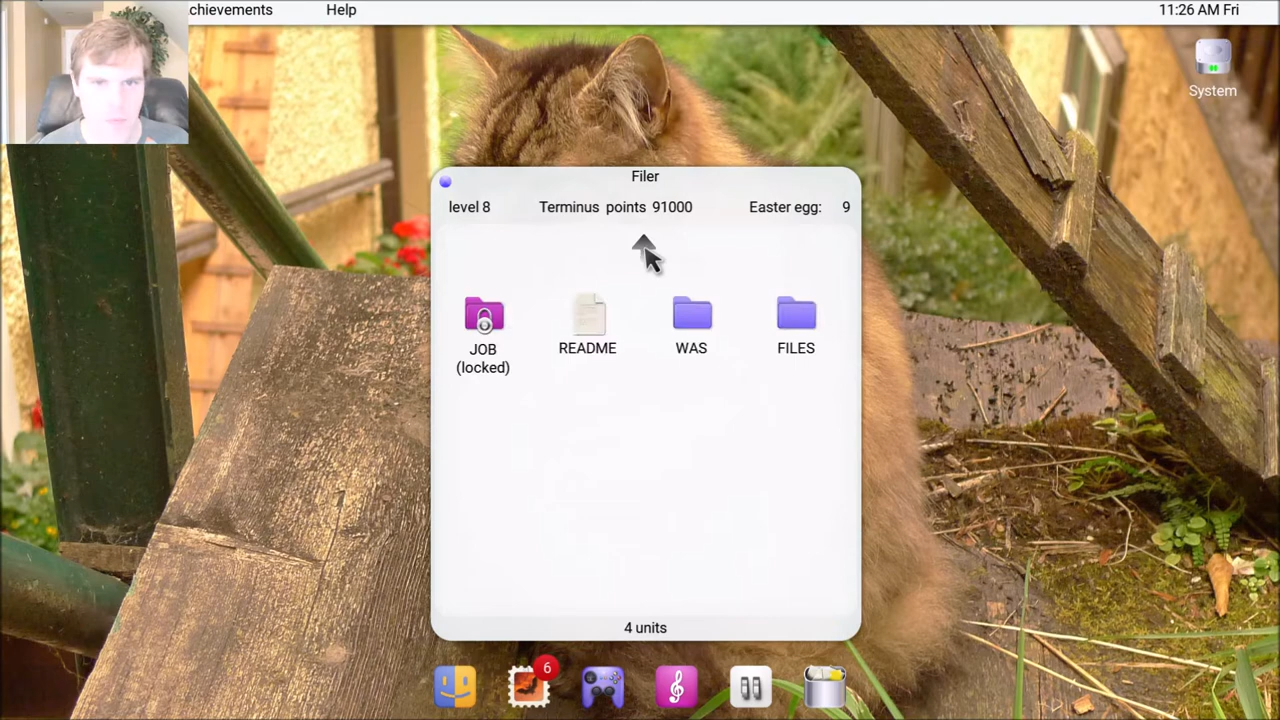 chievements Help 11:26 AM Fri
System
Filer
level 8 Terminus points 91000 Easter egg: 9
JOB
(locked)
README
WAS
FILES
4 units
6